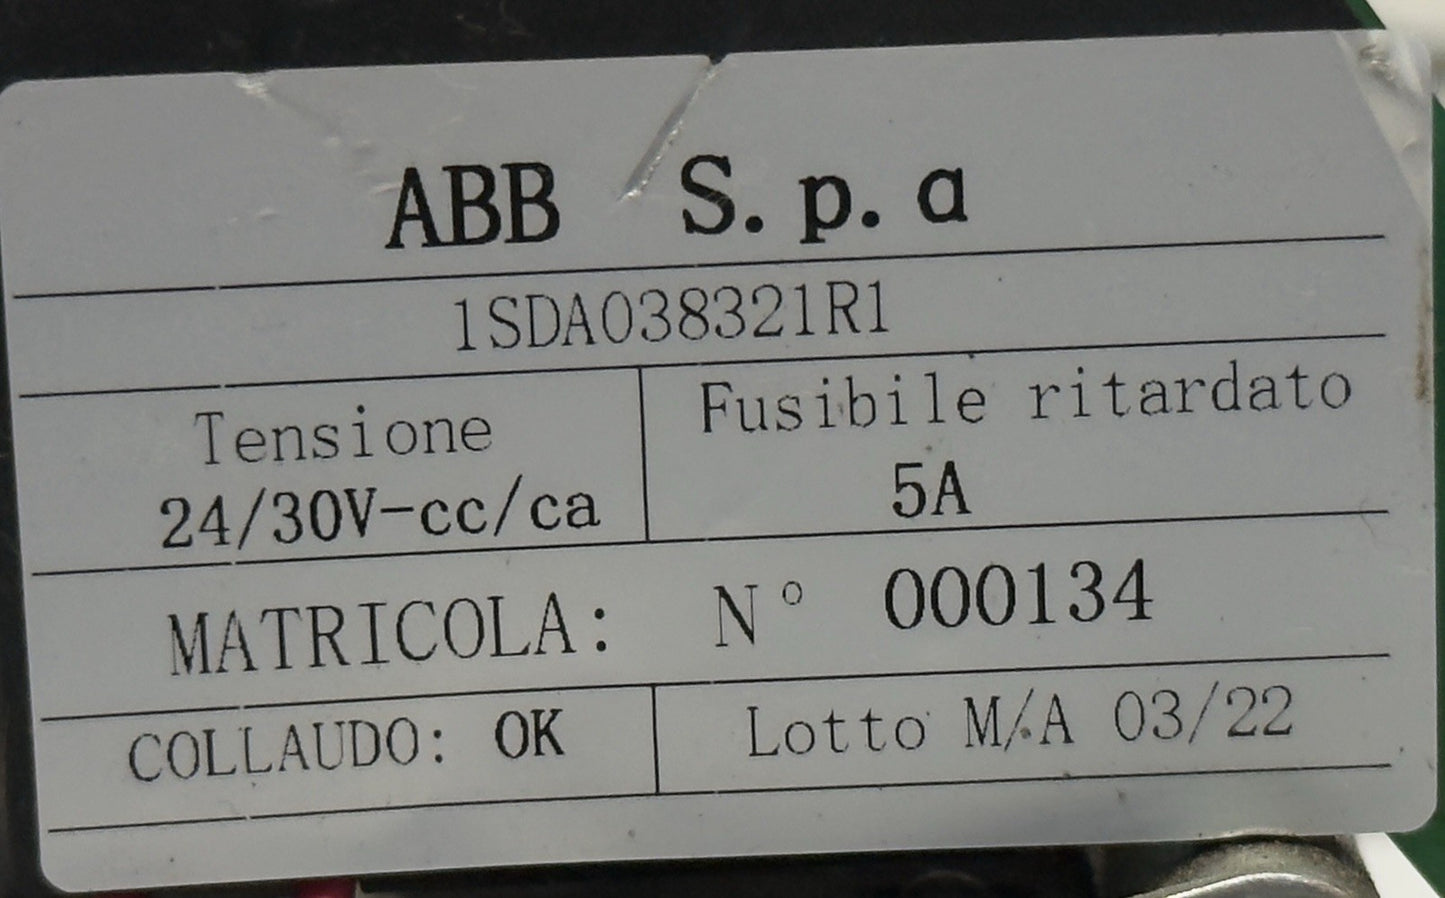 ABB S.p.a
1SDA038321R1
Tensione
24/30V-cc/ca
Fusibile ritardato
5A
MATRICOLA: N° 000134
COLLAUDO: OK
Lotto M/A 03/22